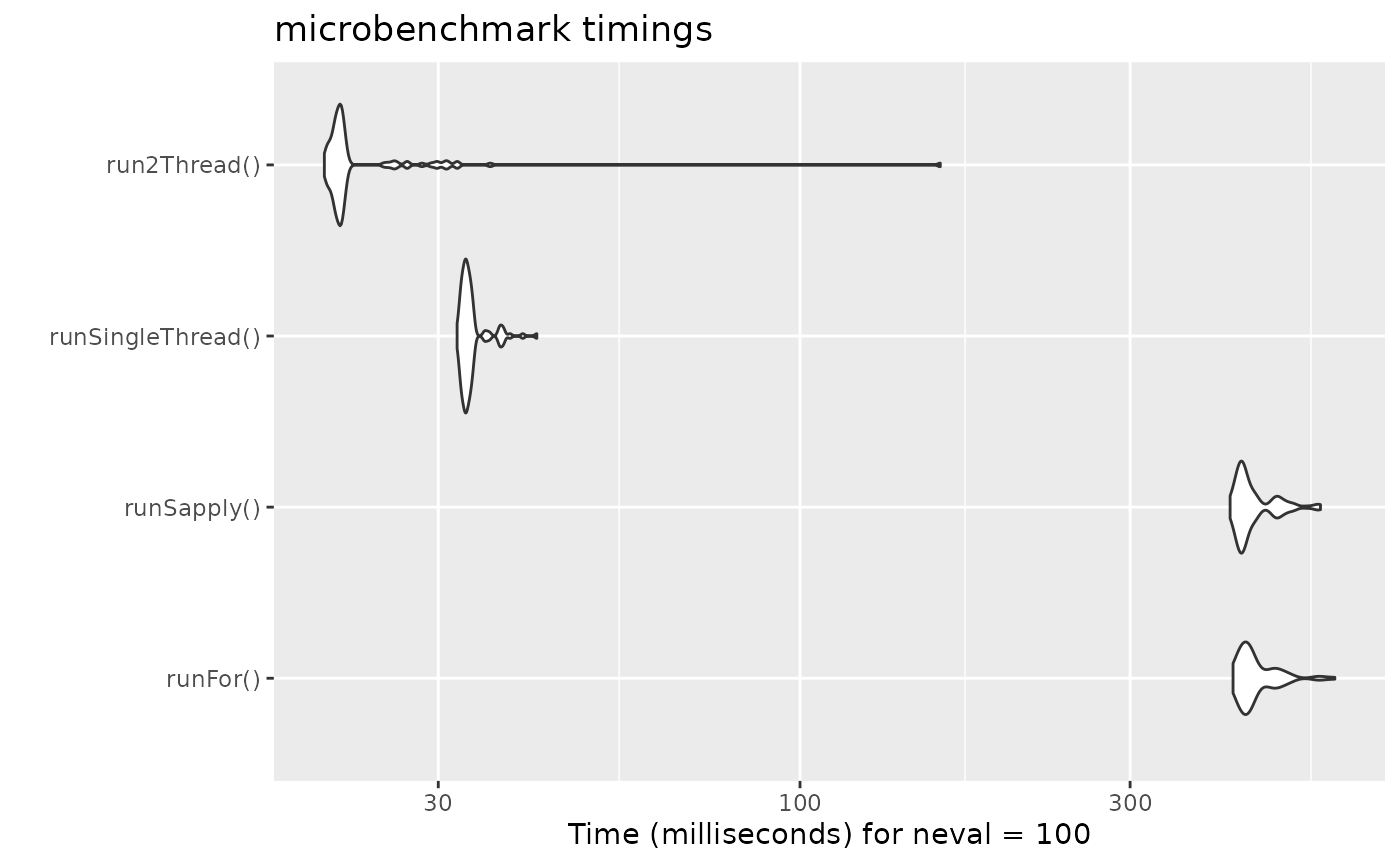 microbenchmark timings
run2Thread()
runSingleThread()
runSapply()
runFor()
30 100 300
Time (milliseconds) for neval = 100